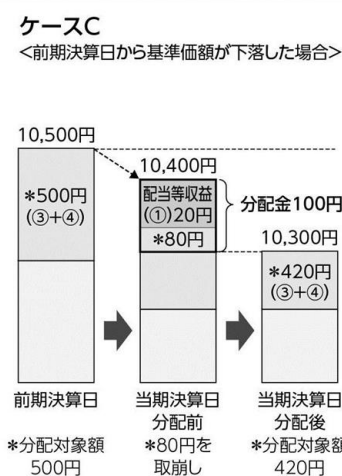 ケースC
<前期決算日から基準価額が下落した場合>
10,500円
10,400円
*500円
(③+④)
配当等収益
(①)20円
*80円
分配金100円
10,300円
*420円
(③+④)
前期決算日
当期決算日
分配前
当期決算日
分配後
*分配対象額
500円
*80円を
取崩し
*分配対象額
420円